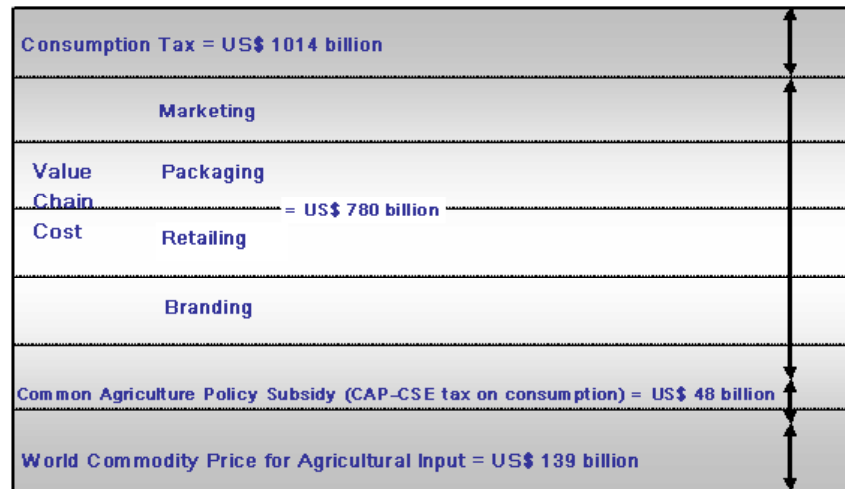 Consumption Tax = US$ 1014 billion
Marketing
Value
Chain
Cost
Packaging
= US$ 780 billion
Retailing
Branding
Common Agriculture Policy Subsidy (CAP-CSE tax on consumption) = US$ 48 billion
World Commodity Price for Agricultural Input = US$ 139 billion